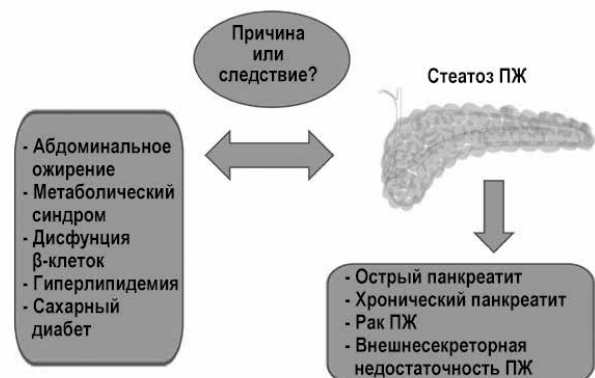 Причина
или
следствие?
Стеатоз ПЖ
- Абдоминальное
ожирение
- Метаболический
синдром
- Дисфунция
β-клеток
- Гиперлипидемия
- Сахарный
диабет
- Острый панкреатит
- Хронический панкреатит
- Рак ПЖ
- Внешнесекреторная
недостаточность ПЖ